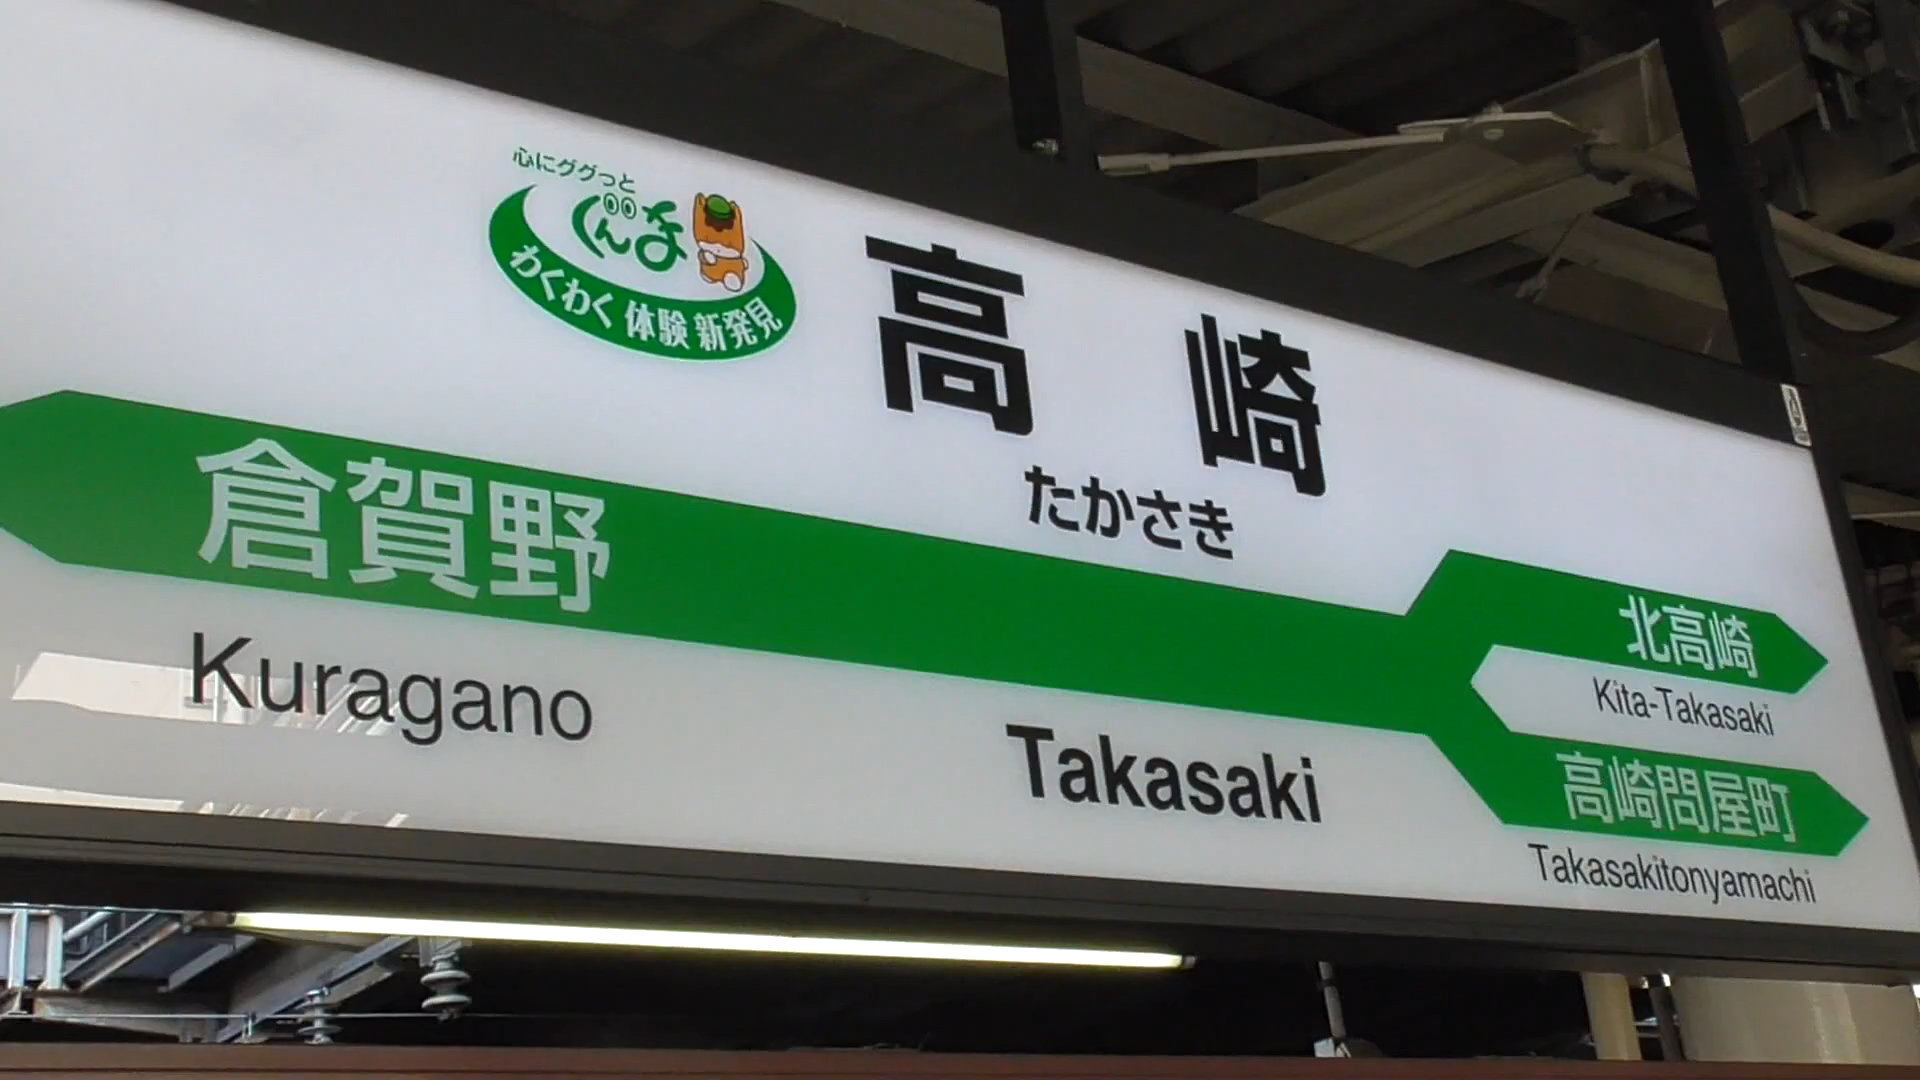 心にググっと
ぐんま
わくわく 体験 新発見
高崎
たかさき
倉賀野
北高崎
Kita-Takasaki
Kuragano
Takasaki
高崎問屋町
Takasakitonyamachi